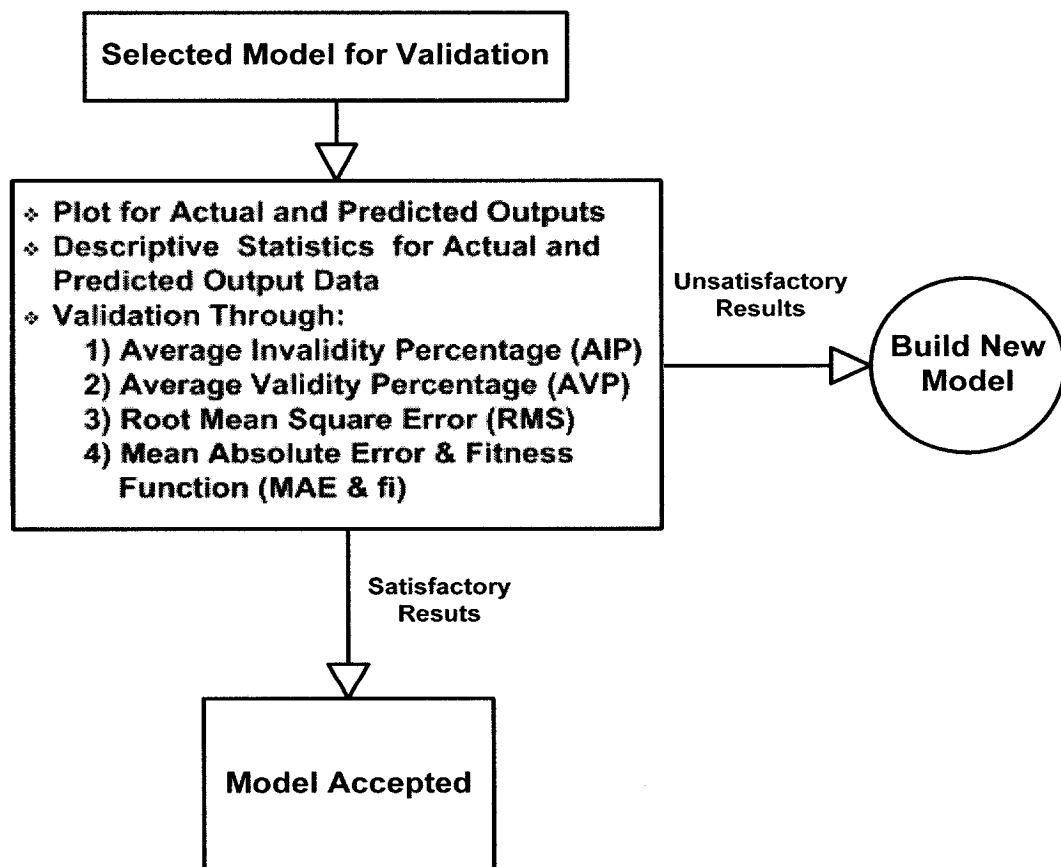 Selected Model for Validation
❖ Plot for Actual and Predicted Outputs
❖ Descriptive Statistics for Actual and
Predicted Output Data
❖ Validation Through:
1) Average Invalidity Percentage (AIP)
2) Average Validity Percentage (AVP)
3) Root Mean Square Error (RMS)
4) Mean Absolute Error & Fitness
Function (MAE & fi)
Unsatisfactory
Results
Build New
Model
Satisfactory
Resuts
Model Accepted